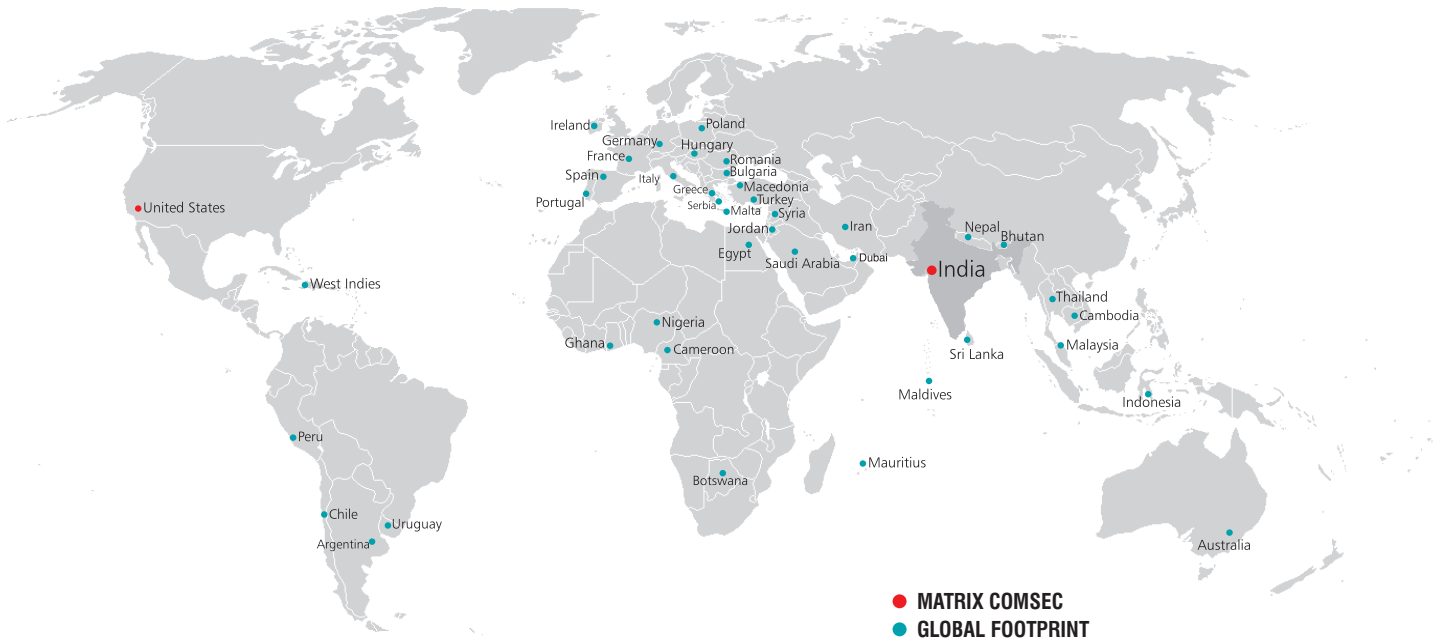 Ireland
Poland
Germany
Hungary
France
Romania
Bulgaria
Spain
Italy
Macedonia
Greece
Portugal
Turkey
Serbia
United States
Malta
Syria
Jordan
Iran
Nepal
Bhutan
Egypt
Saudi Arabia
Dubai
India
West Indies
Thailand
Cambodia
Nigeria
Ghana
Cameroon
Malaysia
Sri Lanka
Maldives
Indonesia
Peru
Mauritius
Botswana
Chile
Uruguay
Argentina
Australia
MATRIX COMSEC
GLOBAL FOOTPRINT